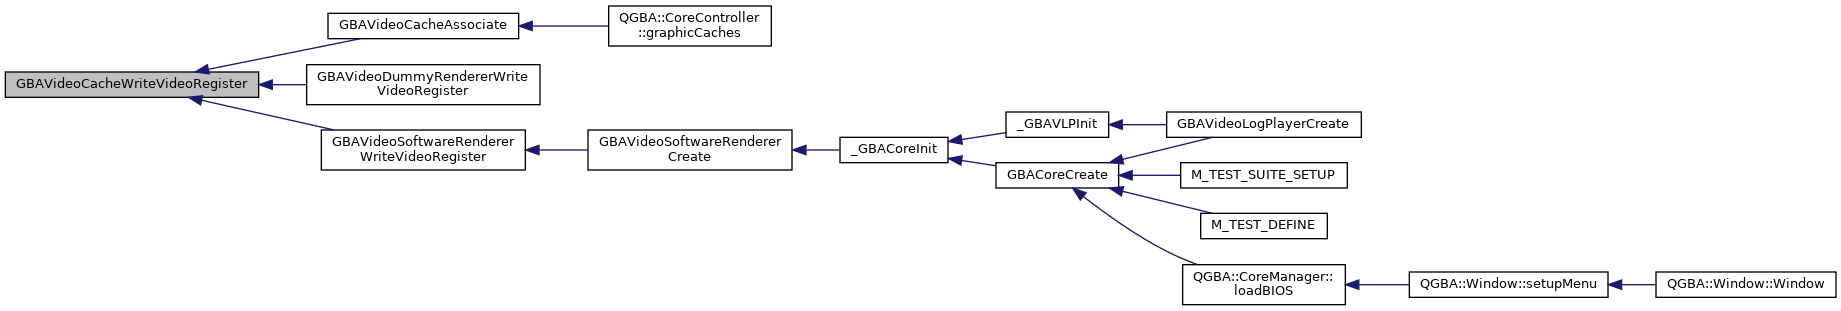 GBAVideoCacheWriteVideoRegister
GBAVideoCacheAssociate
QGBA::CoreController
::graphicCaches
GBAVideoDummyRendererWrite
VideoRegister
GBAVideoSoftwareRenderer
WriteVideoRegister
GBAVideoSoftwareRenderer
Create
_GBACoreInit
_GBAVLPInit
GBAVideoLogPlayerCreate
GBACoreCreate
M_TEST_SUITE_SETUP
M_TEST_DEFINE
QGBA::CoreManager::
loadBIOS
QGBA::Window::setupMenu
QGBA::Window::Window